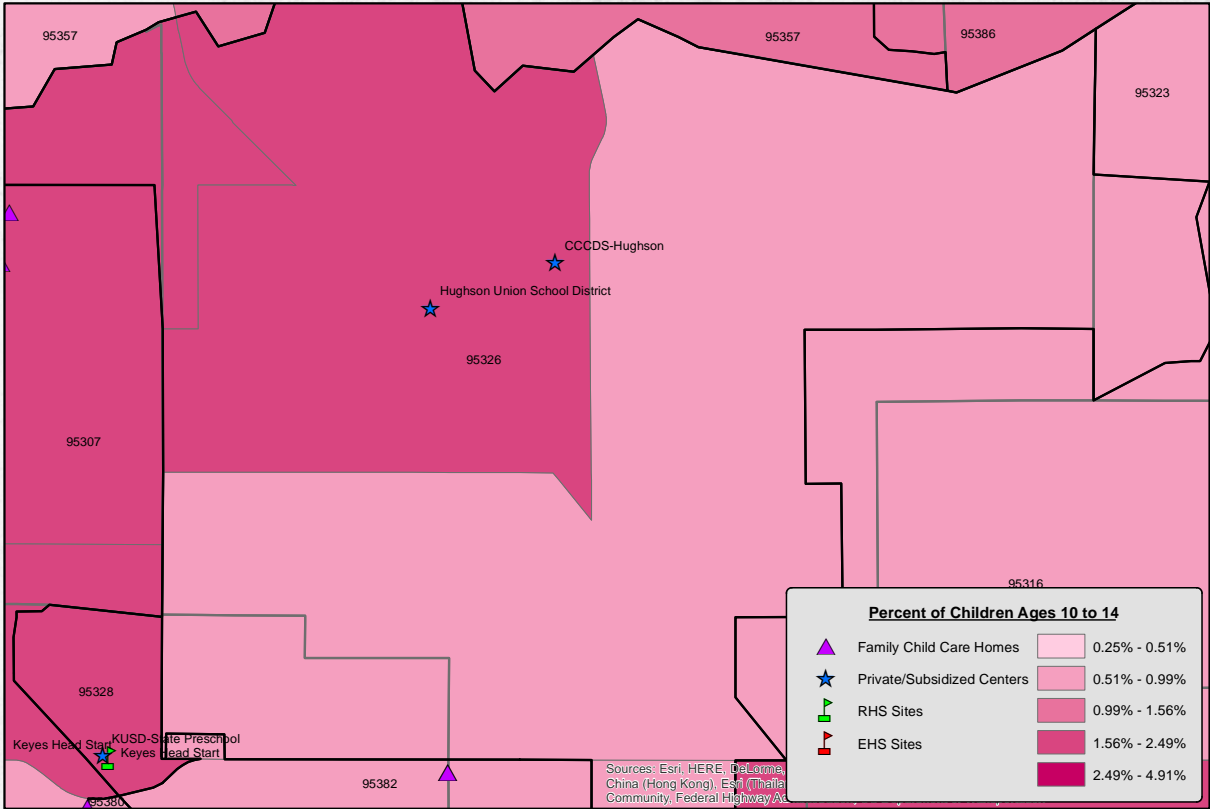 95357
95357
95386
95323
CCCDS-Hughson
Hughson Union School District
95326
95307
95316
95328
KUSD-State Preschool
Keyes Head Start
Keyes Head Start
95382
95380
Percent of Children Ages 10 to 14
Family Child Care Homes
0.25% - 0.51%
Private/Subsidized Centers
0.51% - 0.99%
RHS Sites
0.99% - 1.56%
EHS Sites
1.56% - 2.49%
2.49% - 4.91%
Sources: Esri, HERE, DeLorme,
China (Hong Kong), Esri
Community, Federal Highway